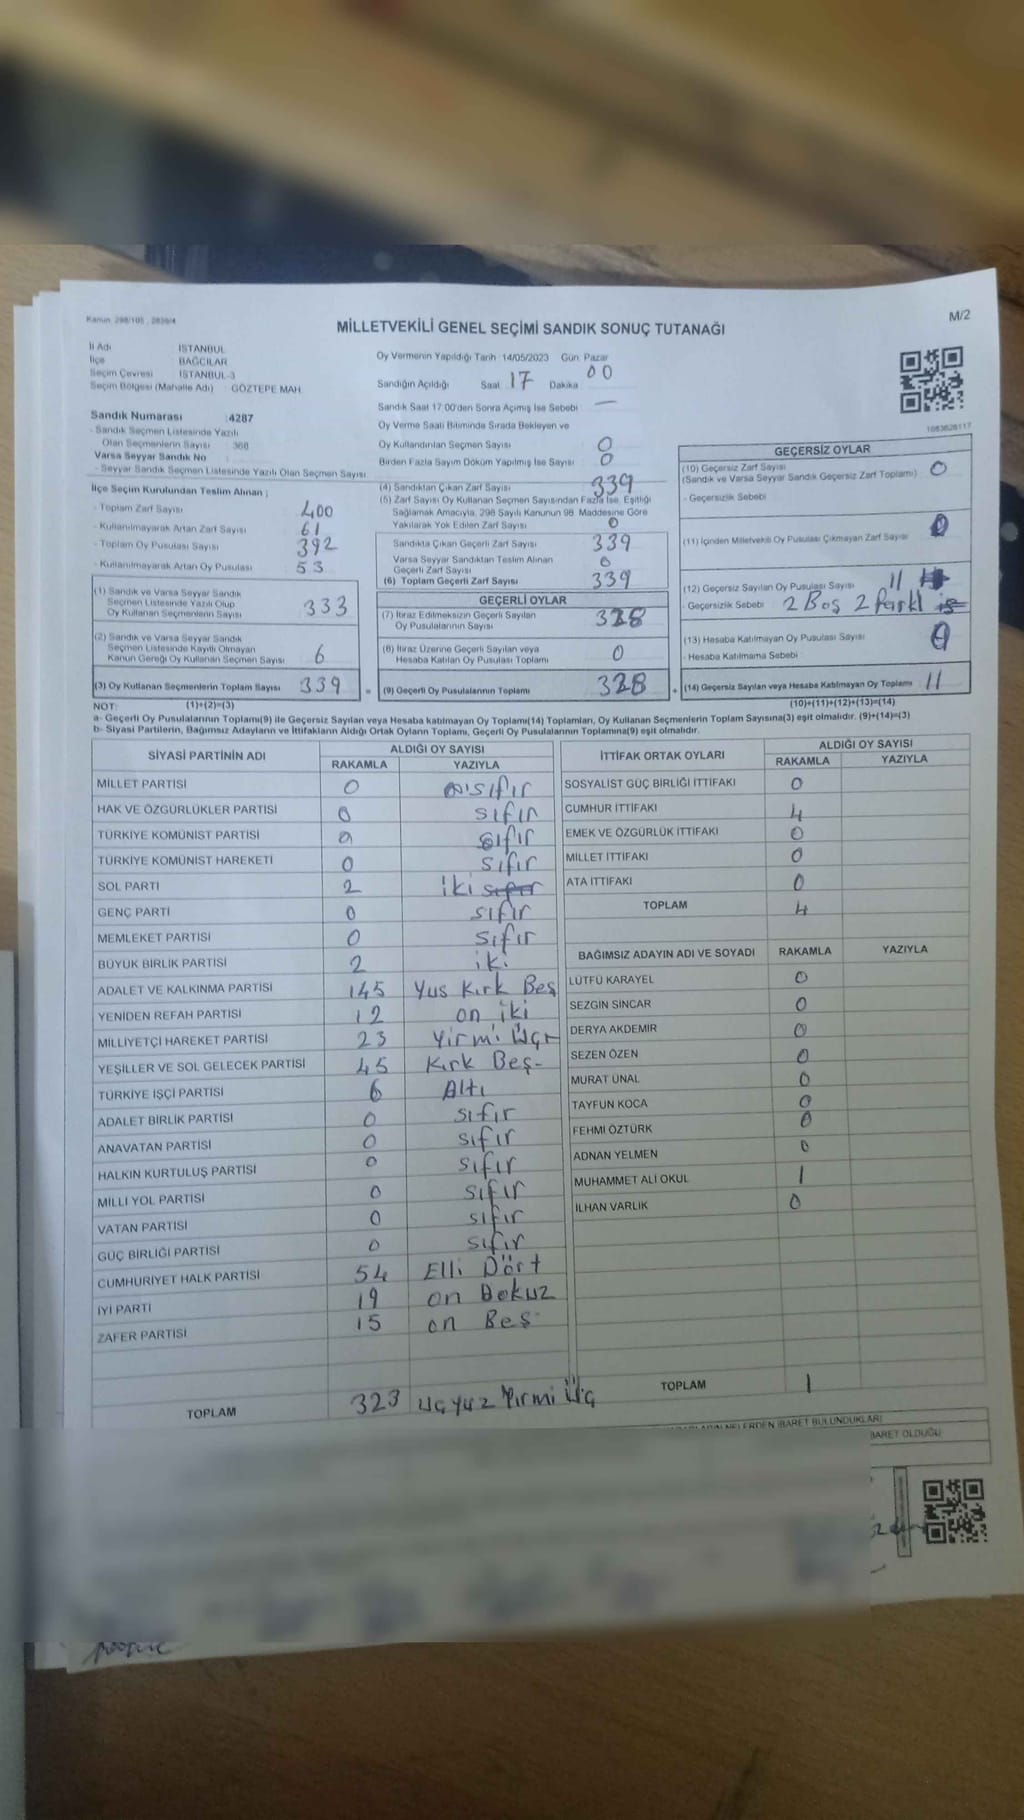 Kanun 298/105 , 2839/4
M/2
MİLLETVEKİLİ GENEL SEÇİMİ SANDIK SONUÇ TUTANAĞI
İl Adı İSTANBUL
İlçe BAĞCILAR
Seçim Çevresi İSTANBUL-3
Seçim Bölgesi (Mahalle Adı) GÖZTEPE MAH.
Sandık Numarası :4287
- Sandık Seçmen Listesinde Yazılı
Olan Seçmenlerin Sayısı : 368
Varsa Seyyar Sandık No :
- Seyyar Sandık Seçmen Listesinde Yazılı Olan Seçmen Sayısı
Oy Vermenin Yapıldığı Tarih :14/05/2023 Gün: Pazar
Sandığın Açıldığı Saat 17 Dakika 00
Sandık Saat 17:00'den Sonra Açılmış İse Sebebi —
Oy Verme Saati Bitiminde Sırada Bekleyen ve
Oy Kullandırılan Seçmen Sayısı 0
Birden Fazla Sayım Döküm Yapılmış İse Sayısı 0
1083628117
İlçe Seçim Kurulundan Teslim Alınan ;
- Toplam Zarf Sayısı 400
- Kullanılmayarak Artan Zarf Sayısı 61
- Toplam Oy Pusulası Sayısı 392
- Kullanılmayarak Artan Oy Pusulası 53
(1) Sandık ve Varsa Seyyar Sandık
Seçmen Listesinde Yazılı Olup
Oy Kullanan Seçmenlerin Sayısı 333
(2) Sandık ve Varsa Seyyar Sandık
Seçmen Listesinde Kayıtlı Olmayan
Kanun Gereği Oy Kullanan Seçmen Sayısı 6
(3) Oy Kullanan Seçmenlerin Toplam Sayısı 339
(4) Sandıktan Çıkan Zarf Sayısı 339
(5) Zarf Sayısı Oy Kullanan Seçmen Sayısından Fazla İse, Eşitliği
Sağlamak Amacıyla, 298 Sayılı Kanunun 98. Maddesine Göre
Yakılarak Yok Edilen Zarf Sayısı 0
Sandıkta Çıkan Geçerli Zarf Sayısı 339
Varsa Seyyar Sandıktan Teslim Alınan
Geçerli Zarf Sayısı 0
(6) Toplam Geçerli Zarf Sayısı 339
GEÇERLİ OYLAR
(7) İtiraz Edilmeksizin Geçerli Sayılan
Oy Pusulalarının Sayısı 328
(8) İtiraz Üzerine Geçerli Sayılan veya
Hesaba Katılan Oy Pusulası Toplamı 0
= (9) Geçerli Oy Pusulalarının Toplamı 328
GEÇERSİZ OYLAR
(10) Geçersiz Zarf Sayısı 0
(Sandık ve Varsa Seyyar Sandık Geçersiz Zarf Toplamı)
- Geçersizlik Sebebi
(11) İçinden Milletvekili Oy Pusulası Çıkmayan Zarf Sayısı 0
(12) Geçersiz Sayılan Oy Pusulası Sayısı 11
- Geçersizlik Sebebi : 2 Boş 2 farklı
(13) Hesaba Katılmayan Oy Pusulası Sayısı 0
- Hesaba Katılmama Sebebi
+ (14) Geçersiz Sayılan veya Hesaba Katılmayan Oy Toplamı 11
NOT: (1)+(2)=(3)
(10)+(11)+(12)+(13)=(14)
a- Geçerli Oy Pusulalarının Toplamı(9) ile Geçersiz Sayılan veya Hesaba katılmayan Oy Toplamı(14) Toplamları, Oy Kullanan Seçmenlerin Toplam Sayısına(3) eşit olmalıdır. (9)+(14)=(3)
b- Siyasi Partilerin, Bağımsız Adayların ve İttifakların Aldığı Ortak Oyların Toplamı, Geçerli Oy Pusulalarının Toplamına(9) eşit olmalıdır.
SİYASİ PARTİNİN ADI ALDIĞI OY SAYISI
RAKAMLA YAZIYLA
MİLLET PARTİSİ 0 sıfır
HAK VE ÖZGÜRLÜKLER PARTİSİ 0 sıfır
TÜRKİYE KOMÜNİST PARTİSİ 0 sıfır
TÜRKİYE KOMÜNİST HAREKETİ 0 sıfır
SOL PARTİ 2 iki
GENÇ PARTİ 0 sıfır
MEMLEKET PARTİSİ 0 sıfır
BÜYÜK BİRLİK PARTİSİ 2 iki
ADALET VE KALKINMA PARTİSİ 145 Yüs Kırk Beş
YENİDEN REFAH PARTİSİ 12 on iki
MİLLİYETÇİ HAREKET PARTİSİ 23 Yirmi Üç
YEŞİLLER VE SOL GELECEK PARTİSİ 45 Kırk Beş-
TÜRKİYE İŞÇİ PARTİSİ 6 Altı
ADALET BİRLİK PARTİSİ 0 sıfır
ANAVATAN PARTİSİ 0 sıfır
HALKIN KURTULUŞ PARTİSİ 0 sıfır
MİLLİ YOL PARTİSİ 0 sıfır
VATAN PARTİSİ 0 sıfır
GÜÇ BİRLİĞİ PARTİSİ 0 sıfır
CUMHURİYET HALK PARTİSİ 54 Elli Dört
İYİ PARTİ 19 on Dokuz
ZAFER PARTİSİ 15 on Beş
TOPLAM 323 Üçyüz Yirmi Üç
İTTİFAK ORTAK OYLARI ALDIĞI OY SAYISI
RAKAMLA YAZIYLA
SOSYALİST GÜÇ BİRLİĞİ İTTİFAKI 0
CUMHUR İTTİFAKI 4
EMEK VE ÖZGÜRLÜK İTTİFAKI 0
MİLLET İTTİFAKI 0
ATA İTTİFAKI 0
TOPLAM 4
BAĞIMSIZ ADAYIN ADI VE SOYADI RAKAMLA YAZIYLA
LÜTFÜ KARAYEL 0
SEZGİN SİNCAR 0
DERYA AKDEMİR 0
SEZEN ÖZEN 0
MURAT ÜNAL 0
TAYFUN KOCA 0
FEHMİ ÖZTÜRK 0
ADNAN YELMEN 0
MUHAMMET ALİ OKUL 1
İLHAN VARLIK 0
TOPLAM 1
NELERDEN İBARET BULUNDUKLARI
İBARET OLDUĞU